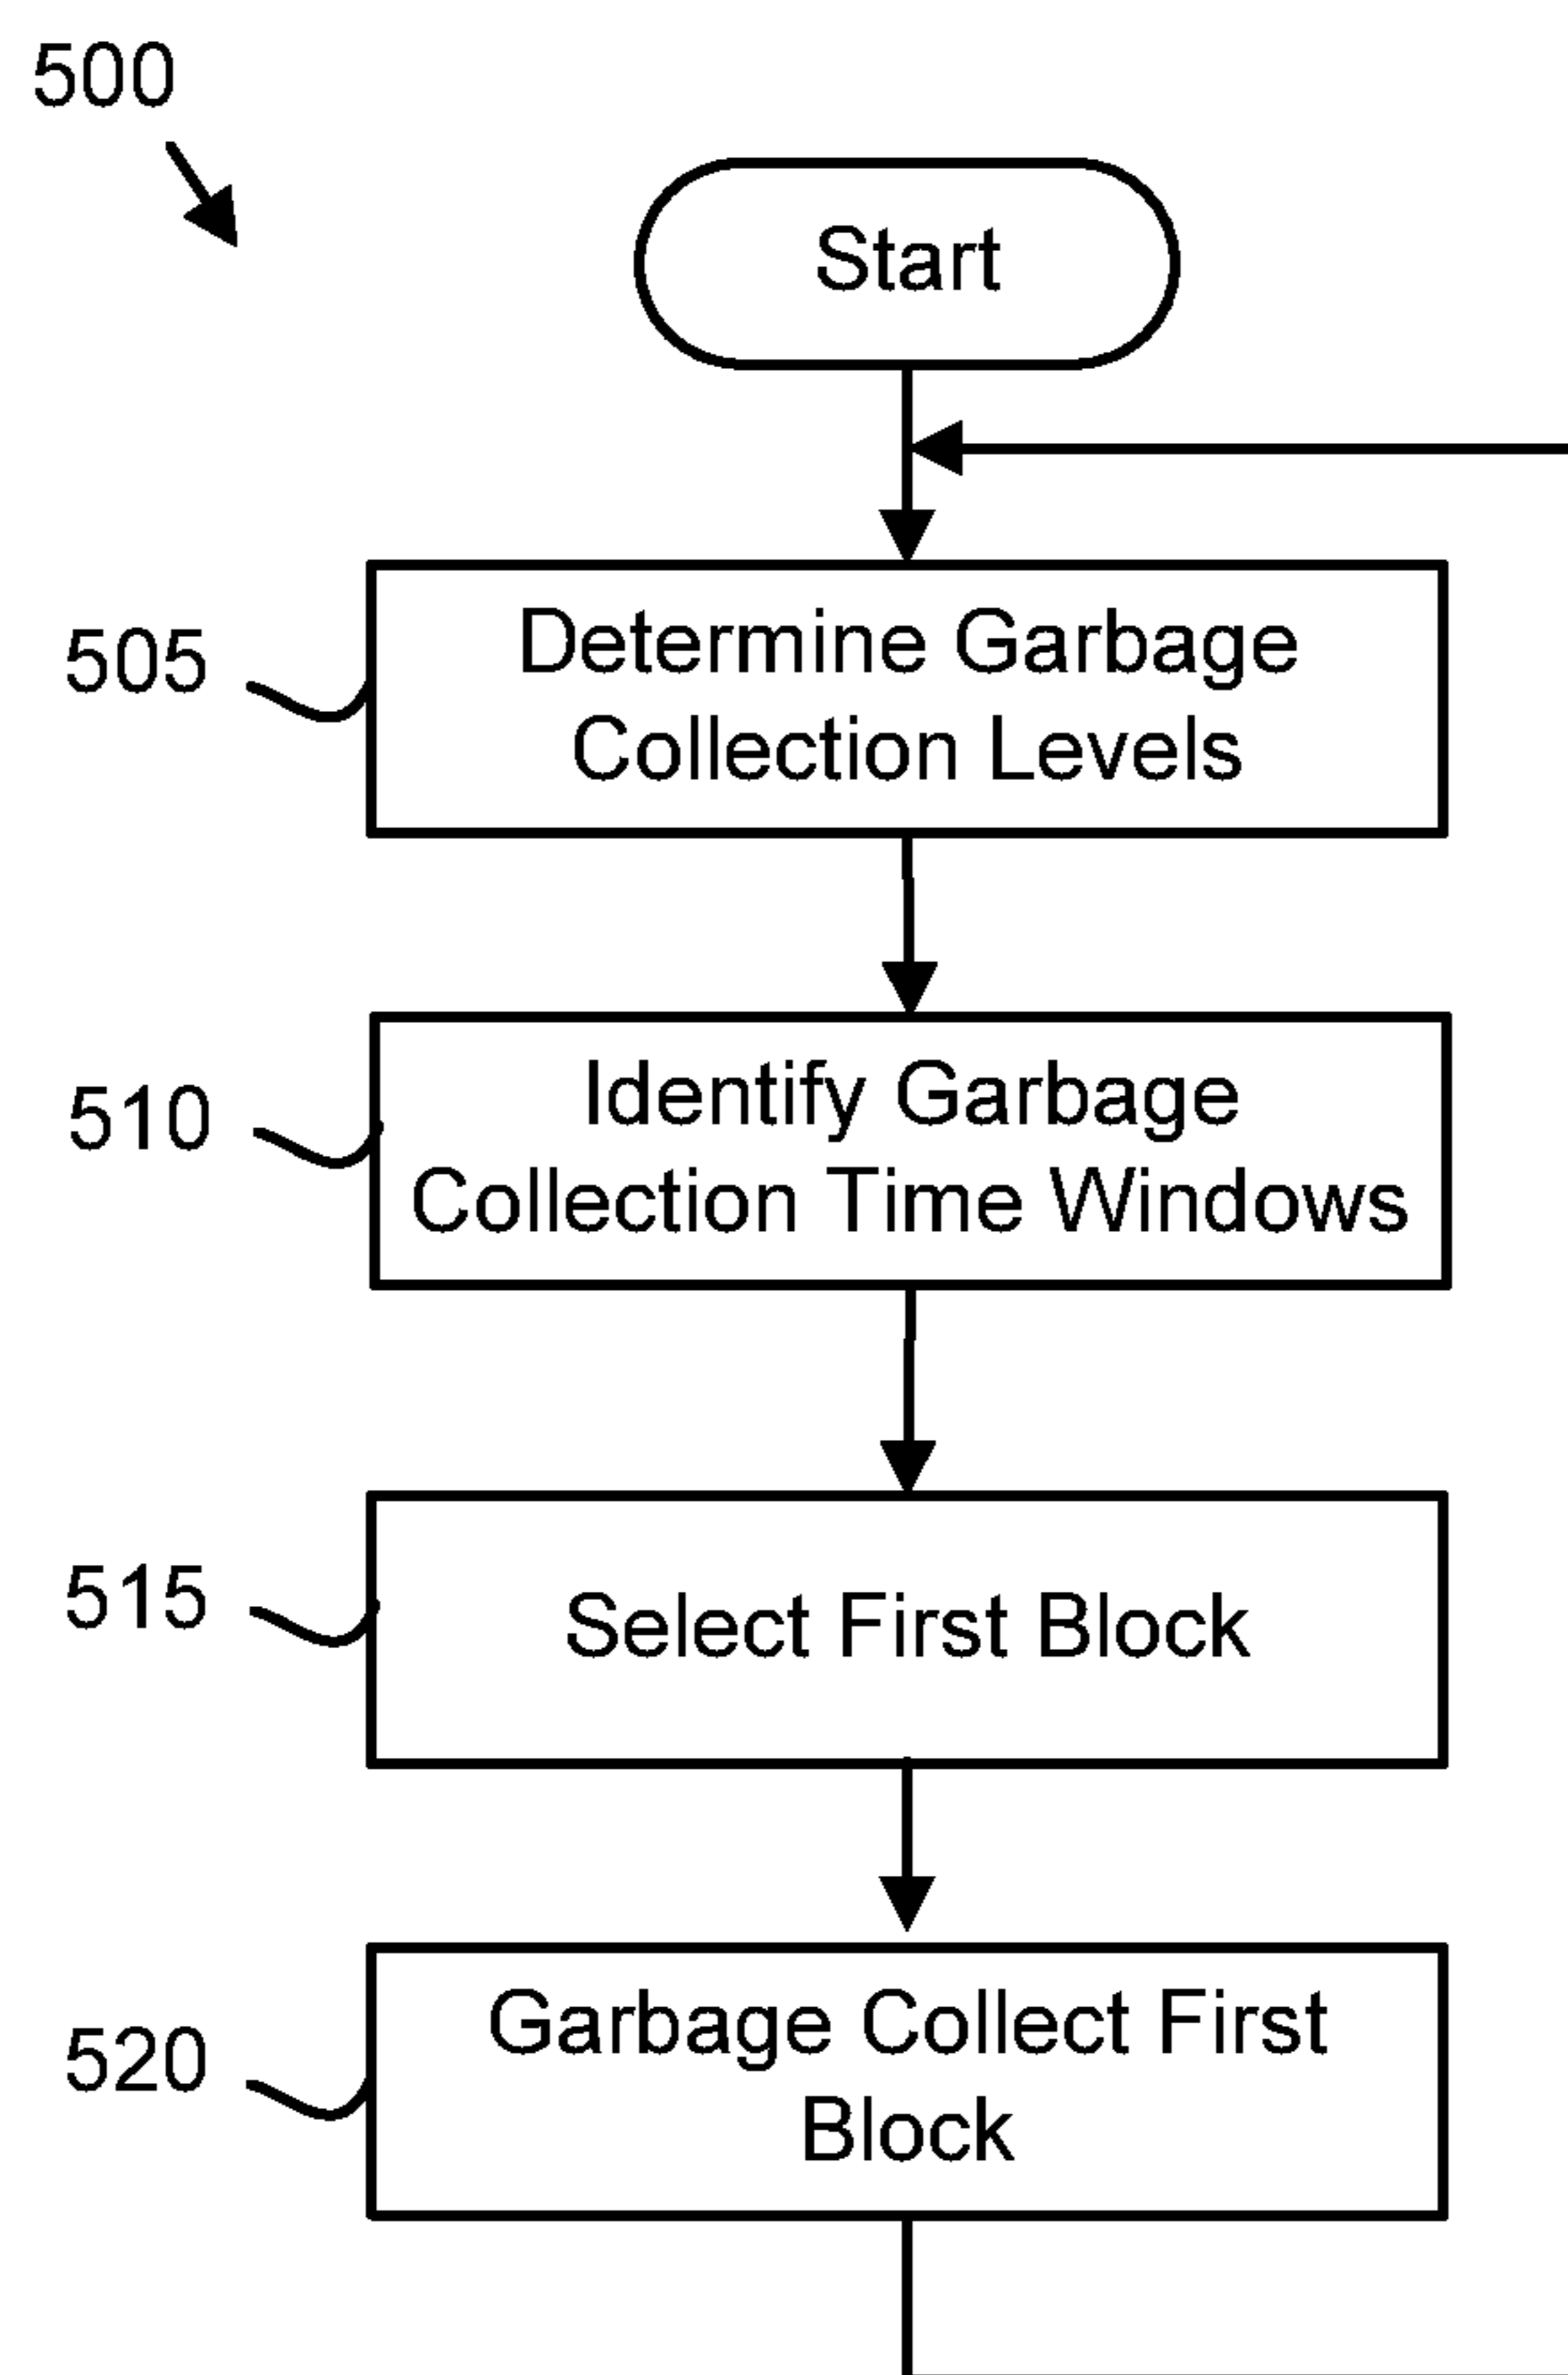 500
Start
505
Determine Garbage
Collection Levels
510
Identify Garbage
Collection Time Windows
515
Select First Block
520
Garbage Collect First
Block